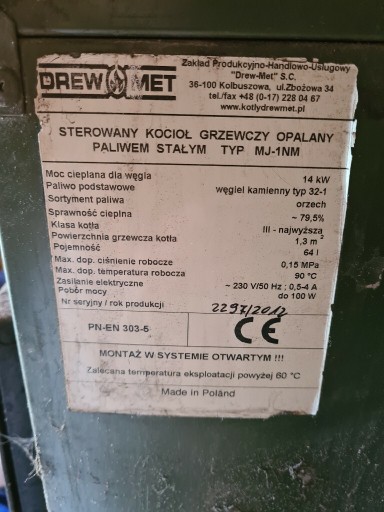 DREW MET
Zakład Produkcyjno-Handlowo-Usługowy
"Drew-Met" S.C.
36-100 Kolbuszowa, ul.Zbożowa 34
tel./fax +48 (0-17) 228 04 67
www.kotlydrewmet.pl
STEROWANY KOCIOŁ GRZEWCZY OPALANY
PALIWEM STAŁYM TYP MJ-1NM
Moc cieplana dla węgla 14 kW
Paliwo podstawowe węgiel kamienny typ 32-1
Sortyment paliwa orzech
Sprawność cieplna ~ 79,5%
Klasa kotła III - najwyższa
Powierzchnia grzewcza kotła 1,3 m²
Pojemność 64 l
Max. dop. ciśnienie robocze 0,15 MPa
Max. dop. temperatura robocza 90 °C
Zasilanie elektryczne ~ 230 V/50 Hz ; 0,5-4 A
Pobór mocy do 100 W
Nr seryjny / rok produkcji 2297/2012
PN-EN 303-5 CE
MONTAŻ W SYSTEMIE OTWARTYM !!!
Zalecana temperatura eksploatacji powyżej 60 °C
Made in Poland